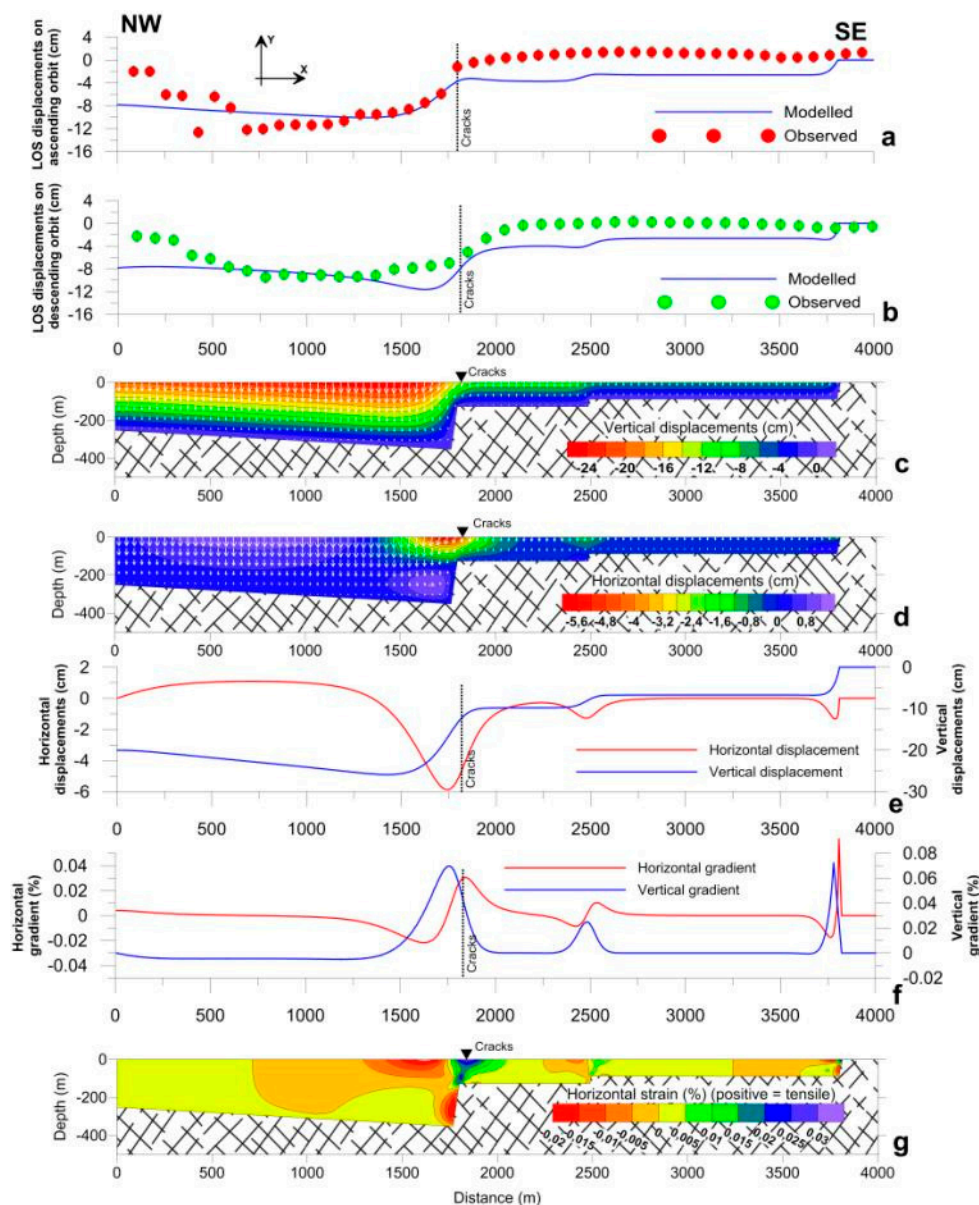 NW
SE
Y
X
LOS displacements on
ascending orbit (cm)
4
0
-4
-8
-12
-16
Cracks
Modelled
Observed
a
LOS displacements on
descending orbit (cm)
4
0
-4
-8
-12
-16
Cracks
Modelled
Observed
b
0 500 1000 1500 2000 2500 3000 3500 4000
Cracks
Depth (m)
0
-200
-400
Vertical displacements (cm)
-24 -20 -16 -12 -8 -4 0
c
0 500 1000 1500 2000 2500 3000 3500 4000
Cracks
Depth (m)
0
-200
-400
Horizontal displacements (cm)
-5,6 -4,8 -4 -3,2 -2,4 -1,6 -0,8 0 0,8
d
0 500 1000 1500 2000 2500 3000 3500 4000
Horizontal
displacements (cm)
2
0
-2
-4
-6
Cracks
Horizontal displacement
Vertical displacement
0
-10
-20
-30
Vertical
displacements (cm)
e
0 500 1000 1500 2000 2500 3000 3500 4000
Horizontal
gradient (%)
0.04
0.02
0
-0.02
-0.04
Cracks
Horizontal gradient
Vertical gradient
0.08
0.06
0.04
0.02
0
-0.02
Vertical
gradient (%)
f
0 500 1000 1500 2000 2500 3000 3500 4000
Cracks
Depth (m)
0
-200
-400
Horizontal strain (%) (positive = tensile)
-0,02 -0,015 -0,01 -0,005 0 0,005 0,01 0,015 0,02 0,025 0,03
g
0 500 1000 1500 2000 2500 3000 3500 4000
Distance (m)